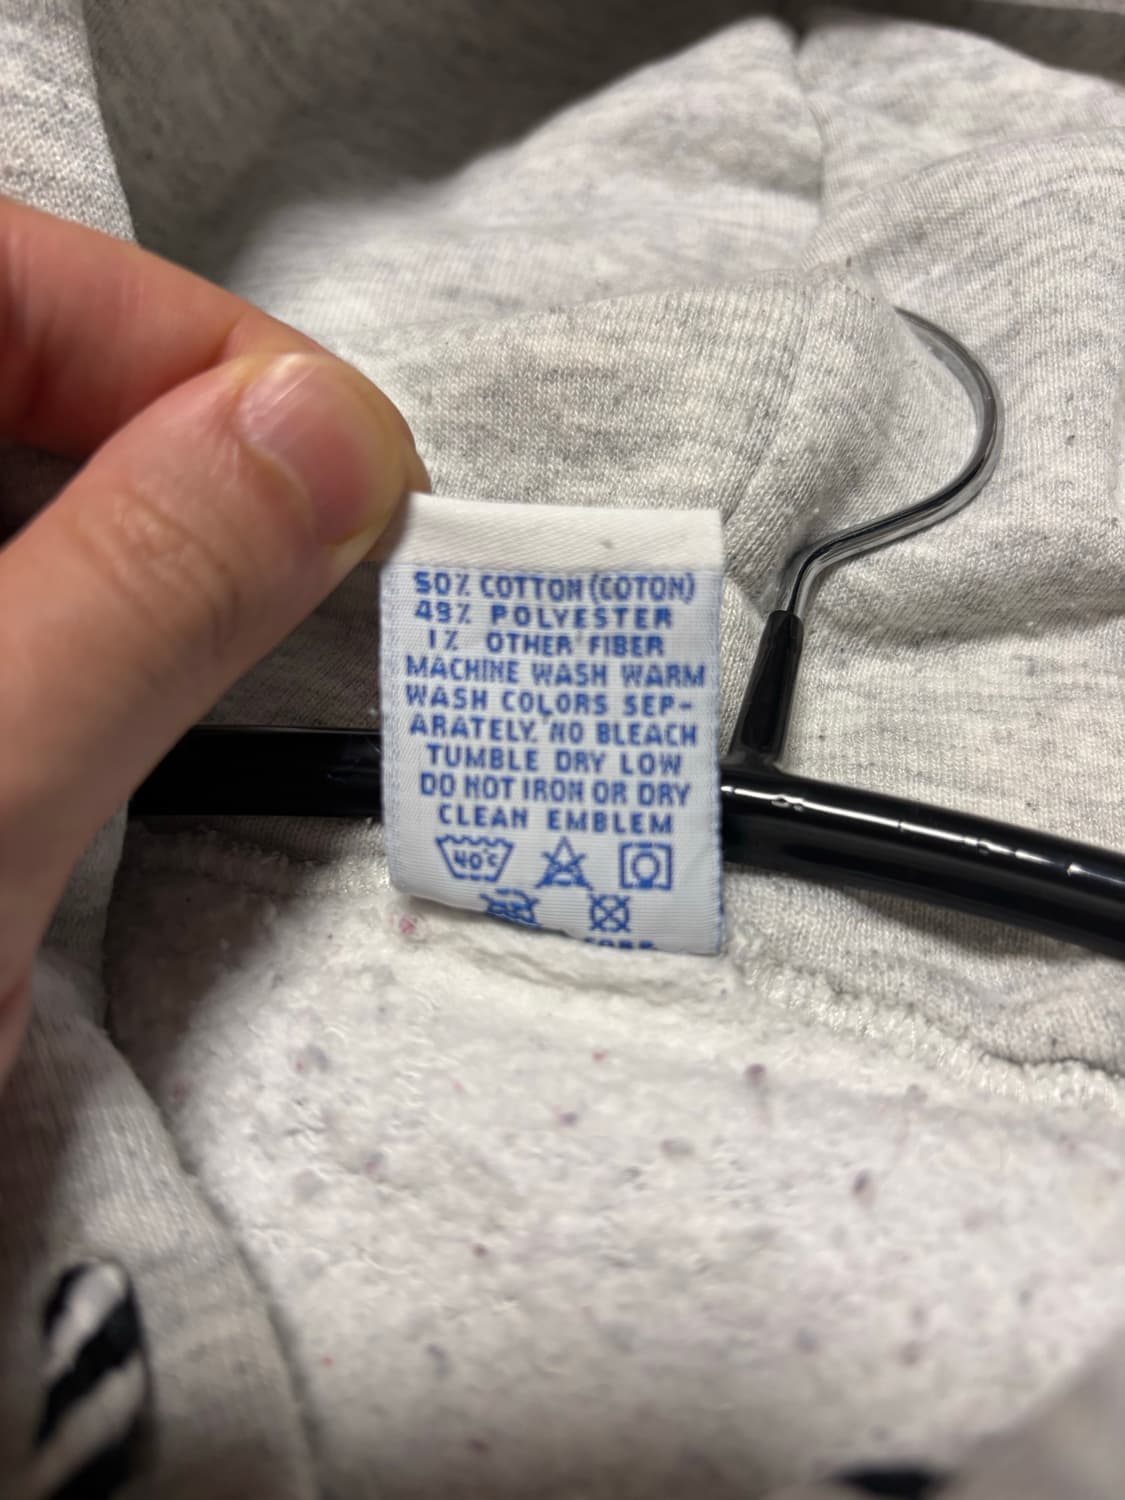 50% COTTON (COTON)
49% POLYESTER
1% OTHER FIBER
MACHINE WASH WARM
WASH COLORS SEP-
ARATELY. NO BLEACH
TUMBLE DRY LOW
DO NOT IRON OR DRY
CLEAN EMBLEM
40°C